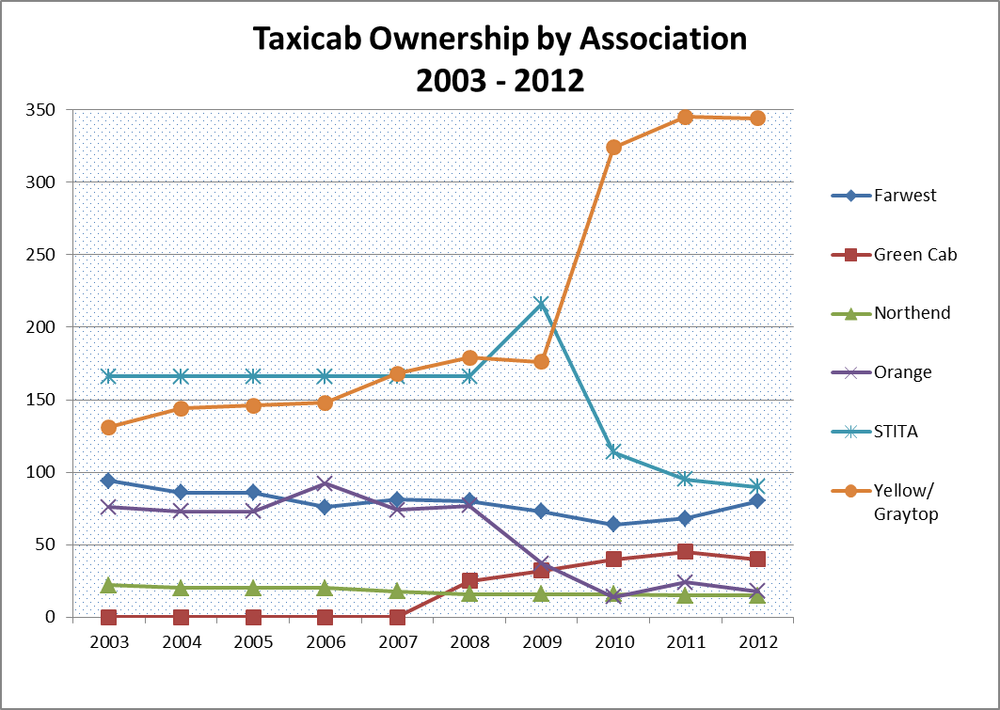 Taxicab Ownership by Association
2003 - 2012
350
300
250
200
150
100
50
0
2003 2004 2005 2006 2007 2008 2009 2010 2011 2012
Farwest
Green Cab
Northend
Orange
STITA
Yellow/
Graytop